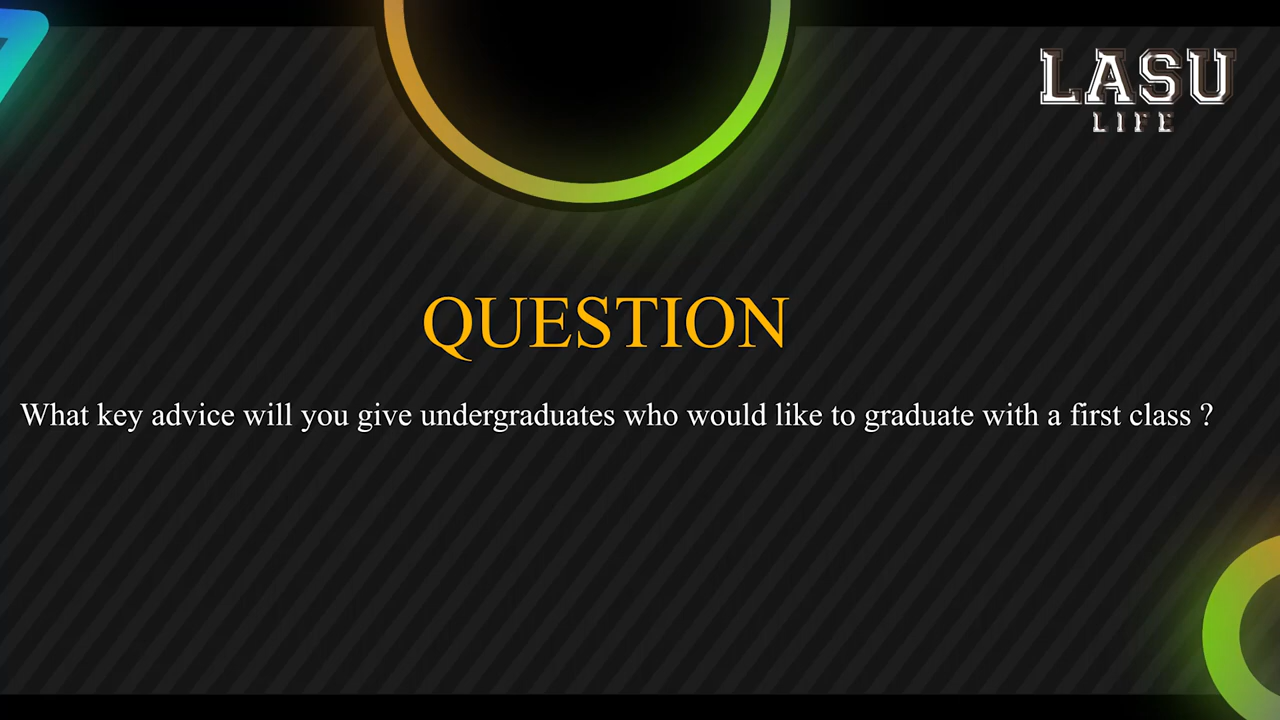 LASU
LIFE
QUESTION
What key advice will you give undergraduates who would like to graduate with a first class ?